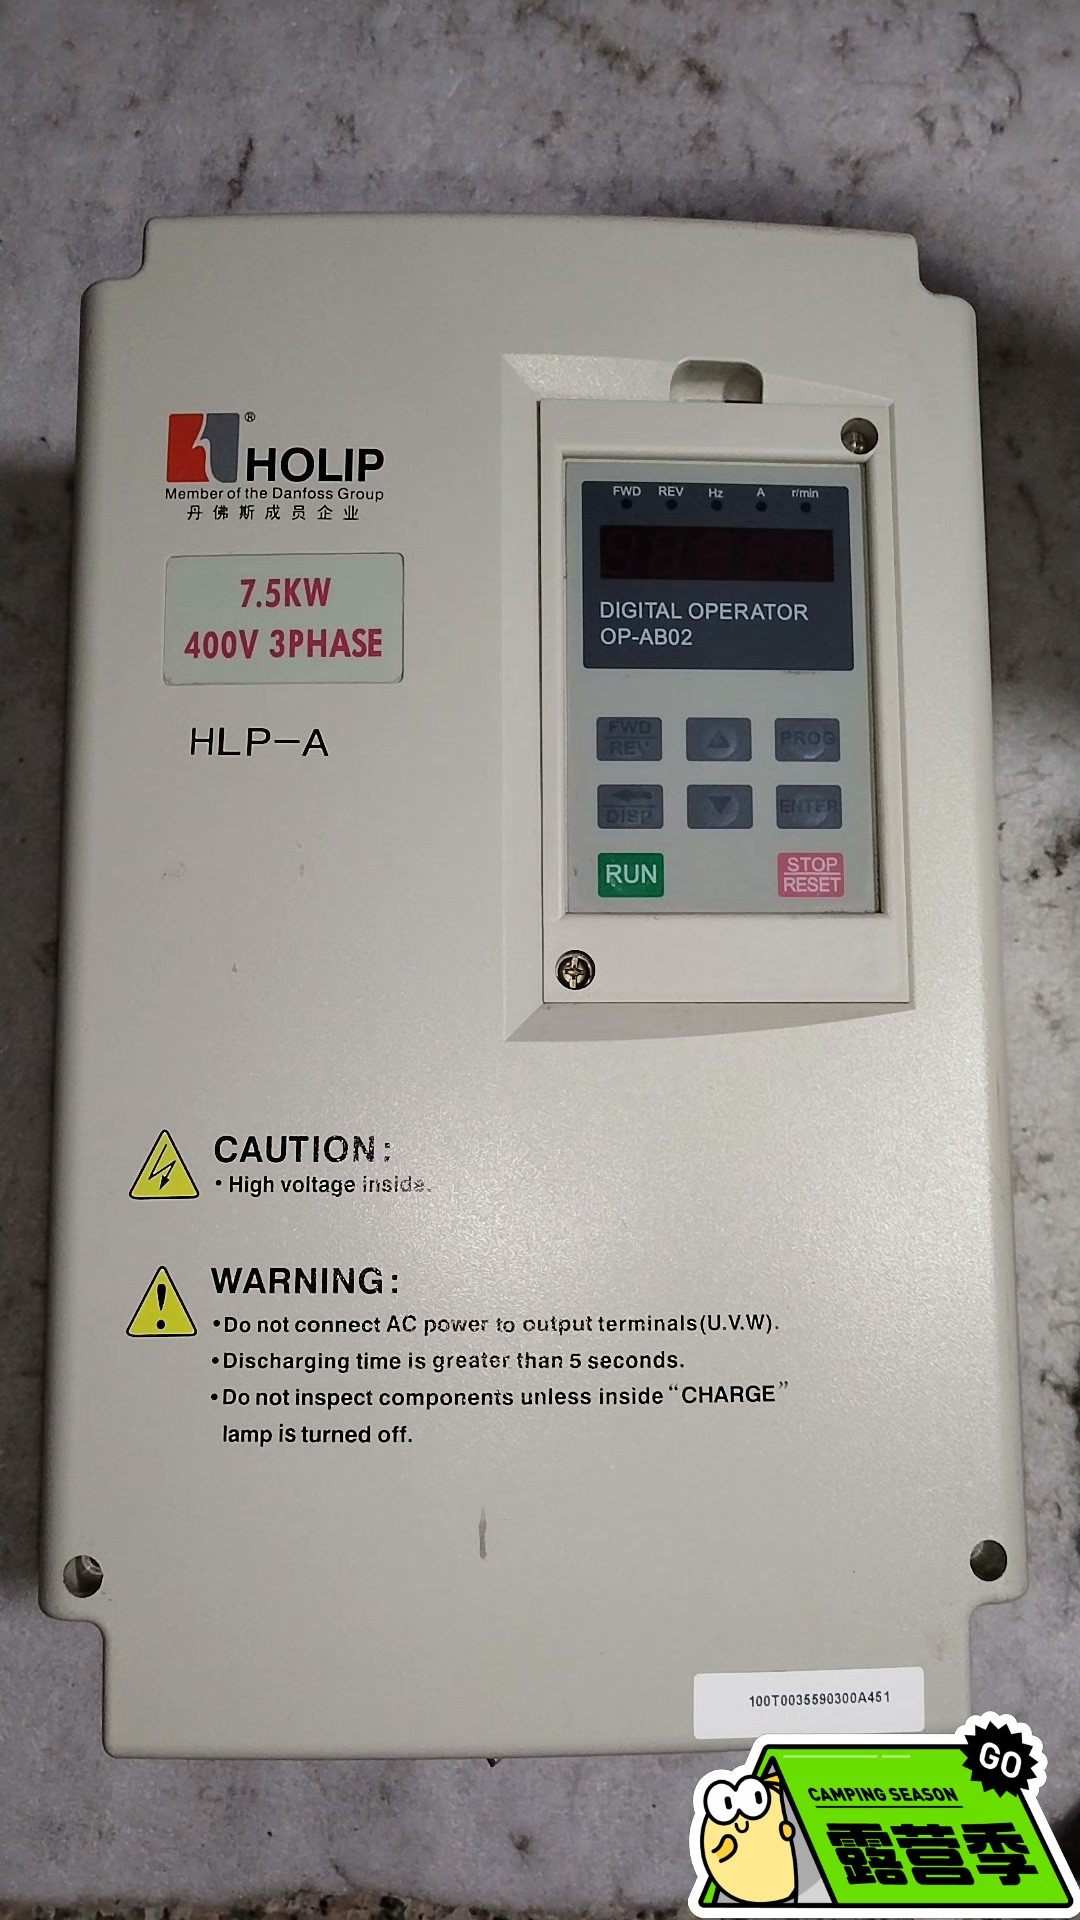 ®
HOLIP
Member of the Danfoss Group
丹佛斯成员企业
7.5KW
400V 3PHASE
HLP-A
FWD REV Hz A r/min
DIGITAL OPERATOR
OP-AB02
FWD
REV
PROG
DISP
ENTER
RUN
STOP
RESET
CAUTION:
• High voltage inside.
WARNING:
•Do not connect AC power to output terminals(U.V.W).
•Discharging time is greater than 5 seconds.
•Do not inspect components unless inside “CHARGE”
lamp is turned off.
100T0035590300A451
GO
CAMPING SEASON
露营季